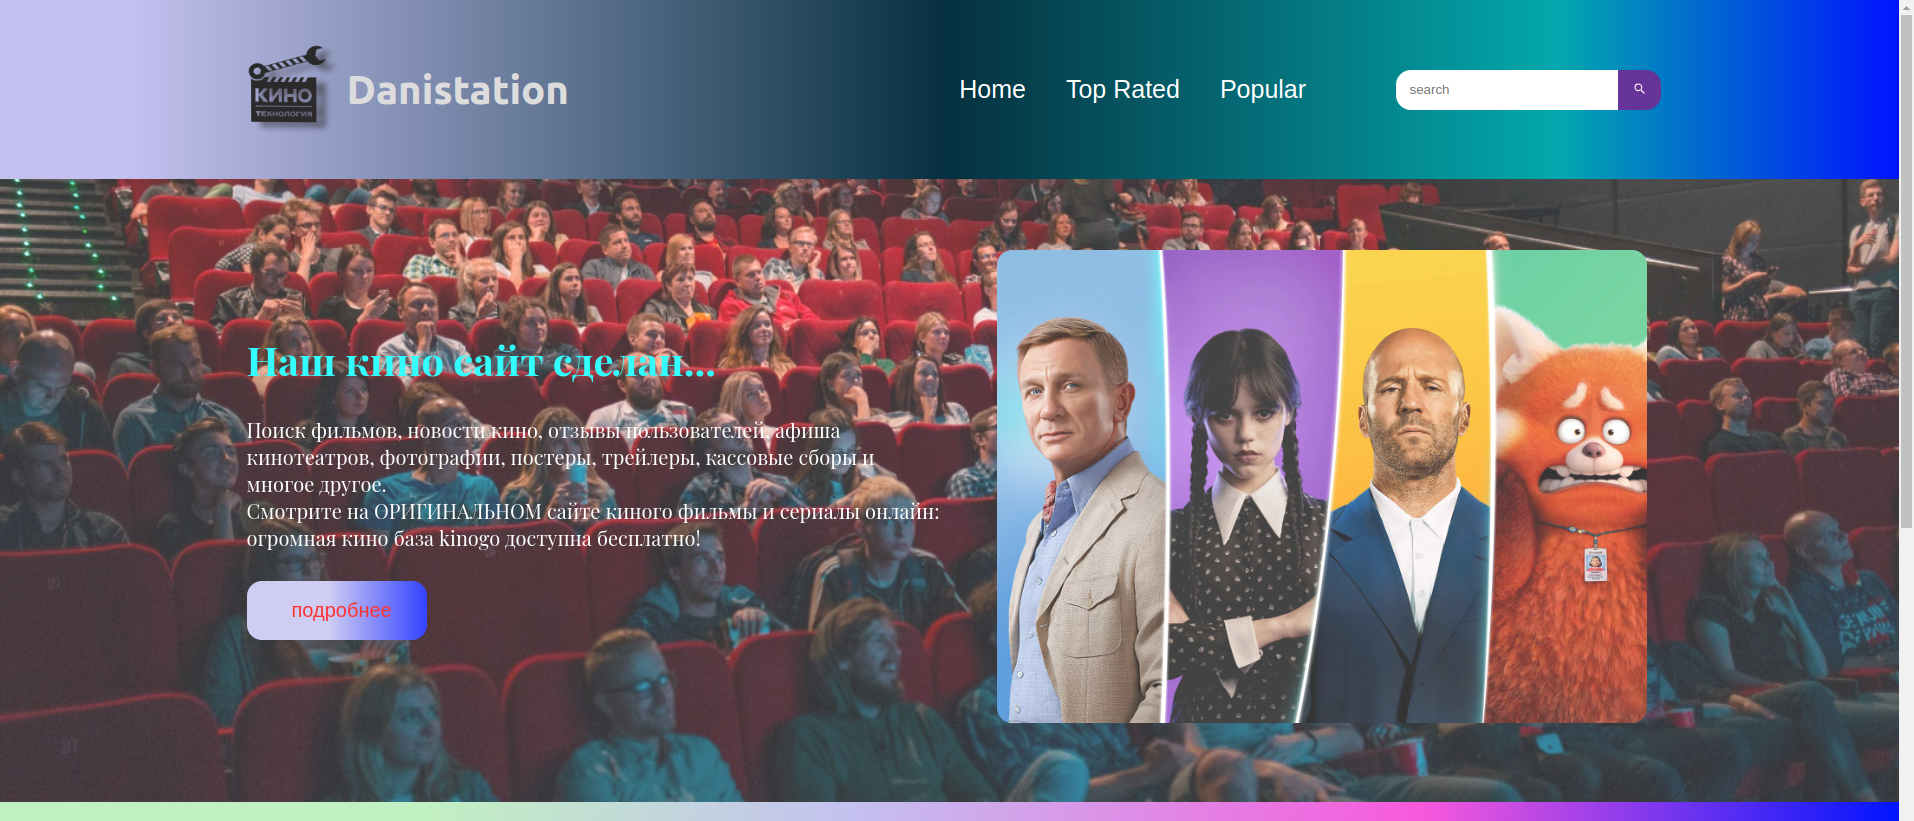 КИНО
ТЕХНОЛОГИЯ
Danistation
Home
Top Rated
Popular
search
Наш кино сайт сделан...
Поиск фильмов, новости кино, отзывы пользователей, афиша
кинотеатров, фотографии, постеры, трейлеры, кассовые сборы и
многое другое.
Смотрите на ОРИГИНАЛЬНОМ сайте киного фильмы и сериалы онлайн:
огромная кино база kinogo доступна бесплатно!
подробнее